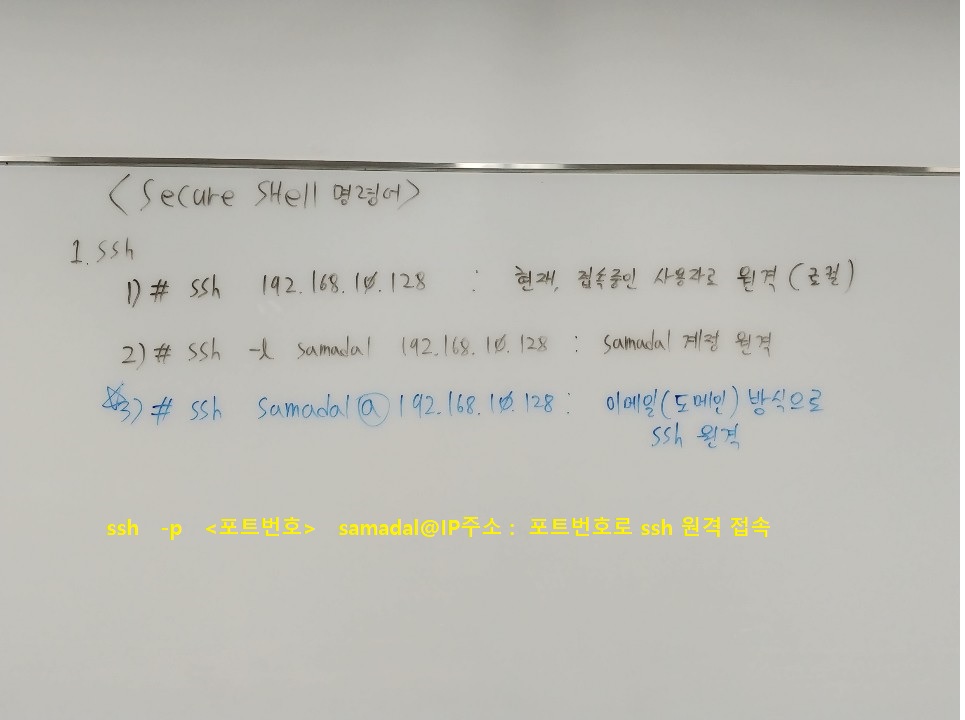 <Secure SHell 명령어>
1. ssh
1) # ssh 192.168.10.128 : 현재, 접속중인 사용자로 원격(로컬)
2) # ssh -l samadal 192.168.10.128 : samadal 계정 원격
☆3) # ssh samadal@192.168.10.128 : 이메일(도메인) 방식으로
ssh 원격
ssh -p <포트번호> samadal@IP주소 : 포트번호로 ssh 원격 접속